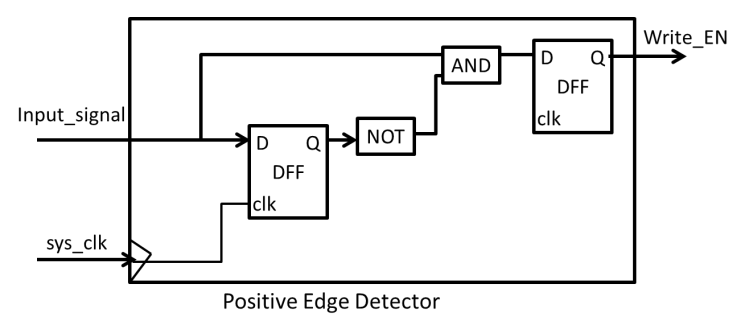 Write_EN
D Q
AND
DFF
clk
Input_signal
D Q
NOT
DFF
clk
sys_clk
Positive Edge Detector